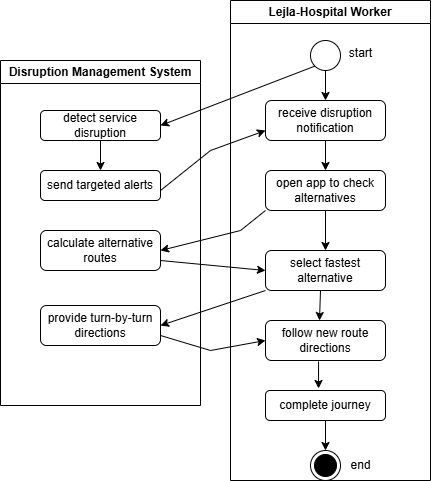 Lejla-Hospital Worker
start
Disruption Management System
detect service
disruption
receive disruption
notification
send targeted alerts
open app to check
alternatives
calculate alternative
routes
select fastest
alternative
provide turn-by-turn
directions
follow new route
directions
complete journey
end